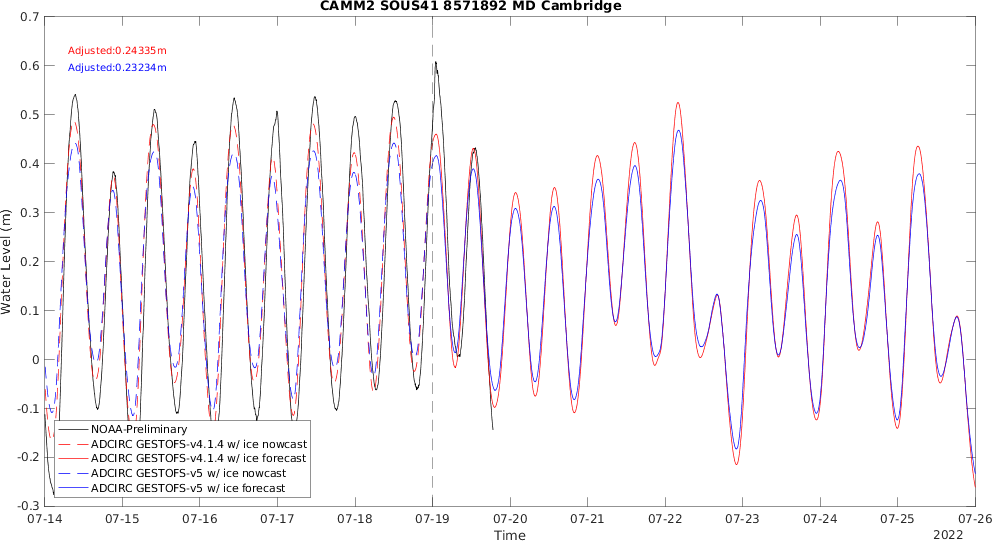 CAMM2 SOUS41 8571892 MD Cambridge
0.7
0.6
0.5
0.4
0.3
0.2
0.1
0
-0.1
-0.2
-0.3
Water Level (m)
Adjusted:0.24335m
Adjusted:0.23234m
NOAA-Preliminary
ADCIRC GESTOFS-v4.1.4 w/ ice nowcast
ADCIRC GESTOFS-v4.1.4 w/ ice forecast
ADCIRC GESTOFS-v5 w/ ice nowcast
ADCIRC GESTOFS-v5 w/ ice forecast
07-14 07-15 07-16 07-17 07-18 07-19 07-20 07-21 07-22 07-23 07-24 07-25 07-26
Time
2022